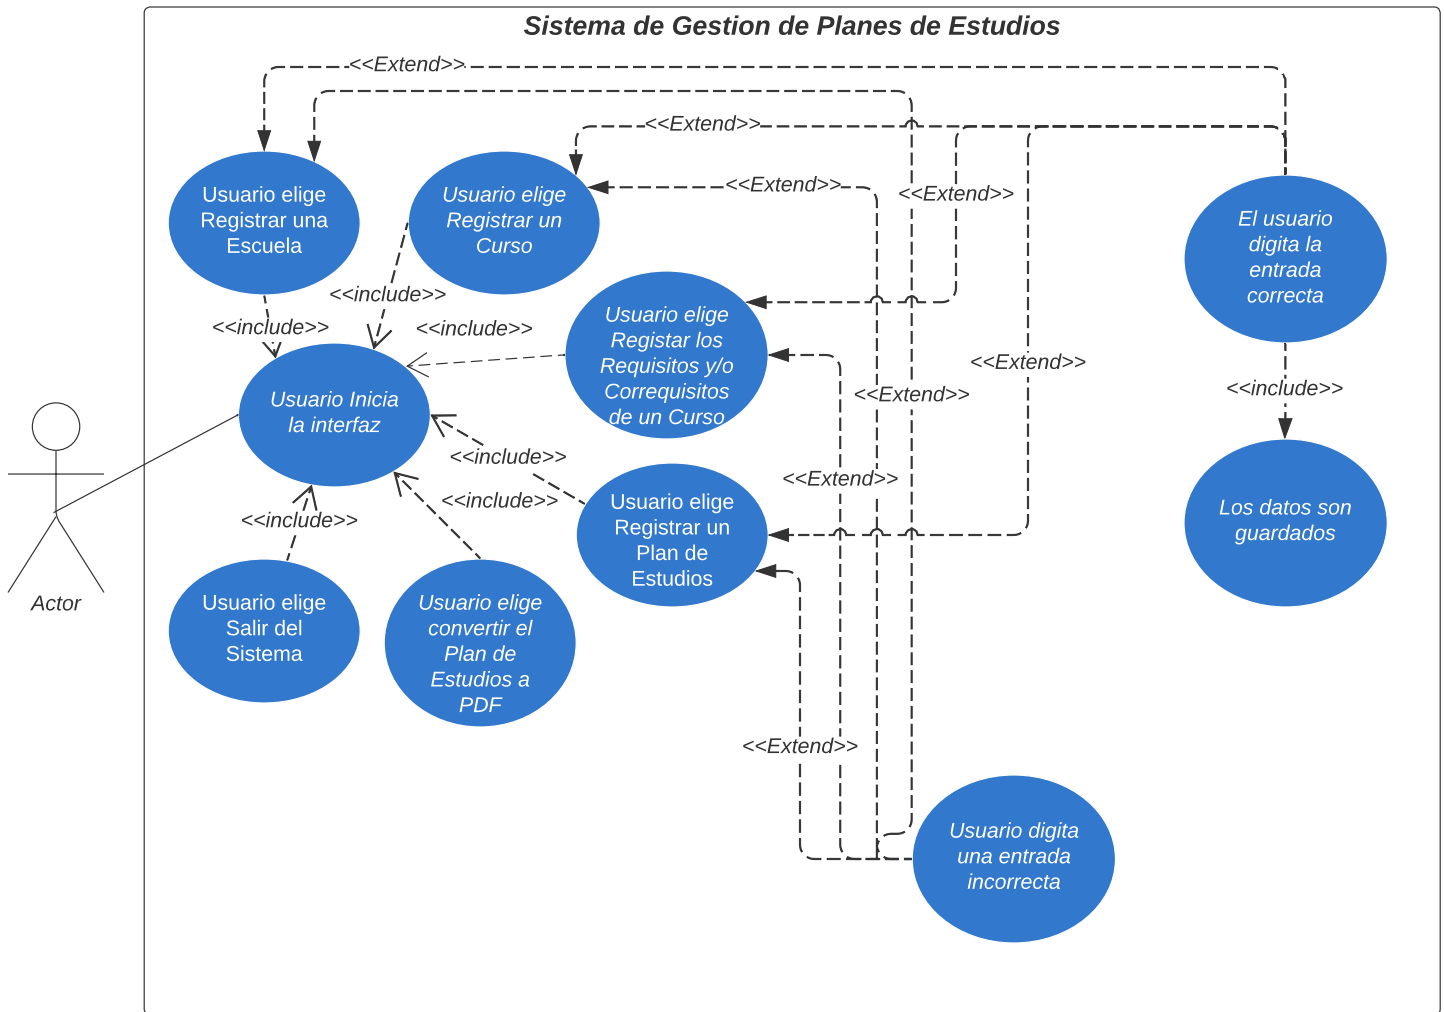 Sistema de Gestion de Planes de Estudios
<<Extend>>
<<Extend>>
<<Extend>>
<<Extend>>
Usuario elige
Registrar una
Escuela
Usuario elige
Registrar un
Curso
El usuario
digita la
entrada
correcta
<<include>>
<<include>>
<<include>>
Usuario elige
Registar los
Requisitos y/o
Correquisitos
de un Curso
<<Extend>>
<<Extend>>
<<include>>
Usuario Inicia
la interfaz
<<include>>
<<include>>
<<Extend>>
Usuario elige
Registrar un
Plan de
Estudios
Los datos son
guardados
<<include>>
Actor
Usuario elige
Salir del
Sistema
Usuario elige
convertir el
Plan de
Estudios a
PDF
<<Extend>>
Usuario digita
una entrada
incorrecta